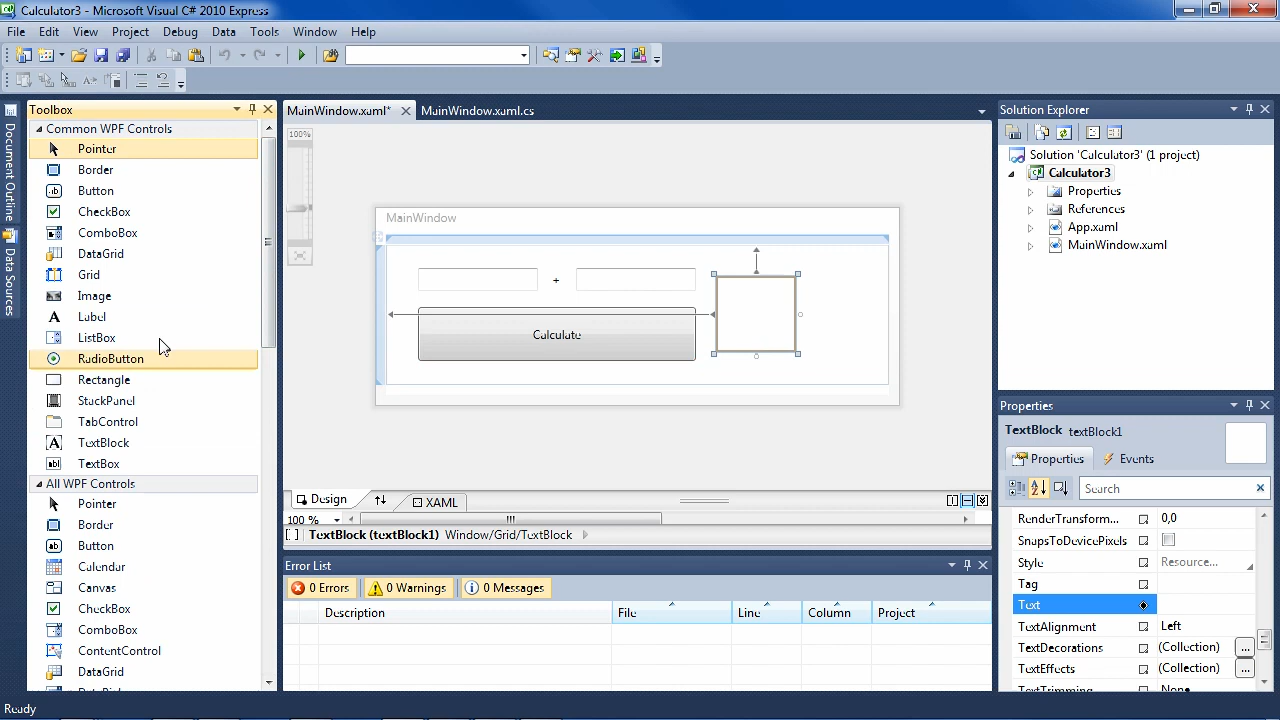 Calculator3 - Microsoft Visual C# 2010 Express
File Edit View Project Debug Data Tools Window Help
Document Outline
Data Sources
Toolbox
Common WPF Controls
Pointer
Border
Button
CheckBox
ComboBox
DataGrid
Grid
Image
Label
ListBox
RadioButton
Rectangle
StackPanel
TabControl
TextBlock
TextBox
All WPF Controls
Pointer
Border
Button
Calendar
Canvas
CheckBox
ComboBox
ContentControl
DataGrid
MainWindow.xaml* MainWindow.xaml.cs
100%
MainWindow
+
Calculate
Design XAML
100 %
TextBlock (textBlock1) Window/Grid/TextBlock
Error List
0 Errors 0 Warnings 0 Messages
Description File Line Column Project
Solution Explorer
Solution 'Calculator3' (1 project)
Calculator3
Properties
References
App.xaml
MainWindow.xaml
Properties
TextBlock textBlock1
Properties Events
Search
RenderTransform... 0,0
SnapsToDevicePixels
Style Resource...
Tag
Text
TextAlignment Left
TextDecorations (Collection) ...
TextEffects (Collection) ...
TextTrimming None
Ready